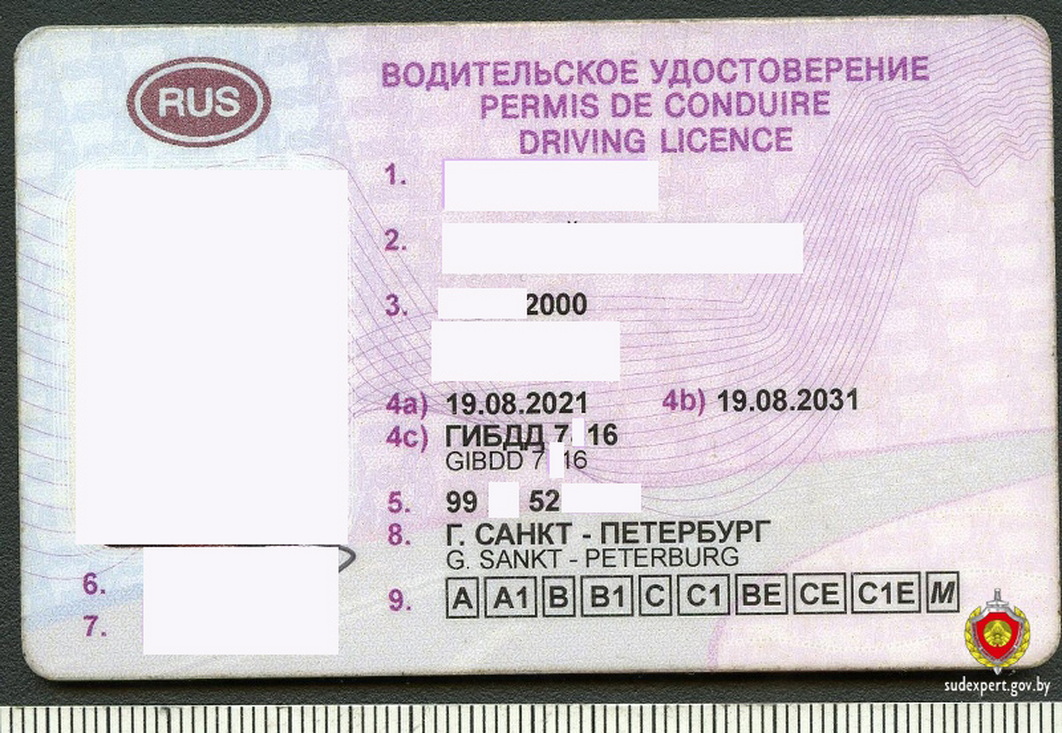 RUS
ВОДИТЕЛЬСКОЕ УДОСТОВЕРЕНИЕ
PERMIS DE CONDUIRE
DRIVING LICENCE
1.
2.
3. 2000
4a) 19.08.2021 4b) 19.08.2031
4c) ГИБДД 7 16
GIBDD 7 16
5. 99 52
8. Г. САНКТ - ПЕТЕРБУРГ
G. SANKT - PETERBURG
6.
7.
9. A A1 B B1 C C1 BE CE C1E M
sudexpert.gov.by